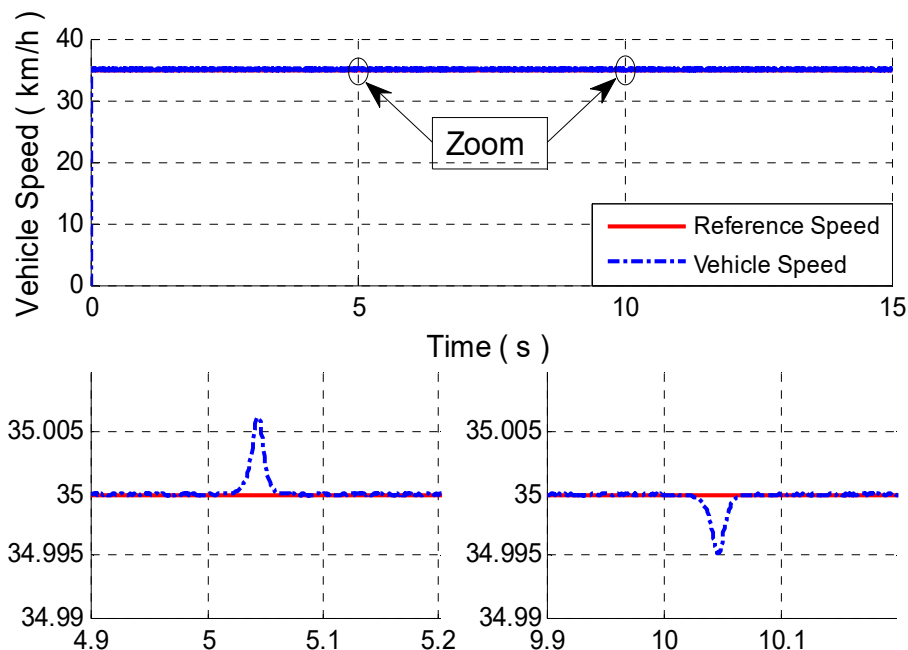 Vehicle Speed ( km/h )
40
30
20
10
0
Zoom
Reference Speed
Vehicle Speed
0 5 10 15
Time ( s )
35.005
35
34.995
34.99
4.9 5 5.1 5.2
35.005
35
34.995
34.99
9.9 10 10.1